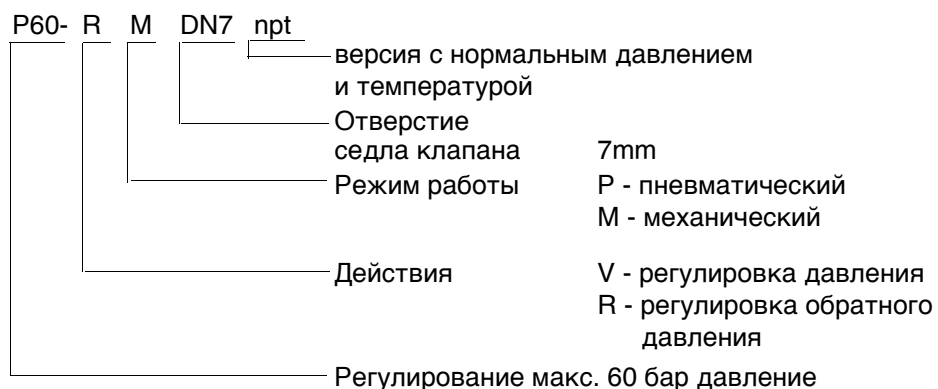 P60- R M DN7 npt
версия с нормальным давлением
и температурой
Отверстие
седла клапана 7mm
Режим работы P - пневматический
M - механический
Действия V - регулировка давления
R - регулировка обратного
давления
Регулирование макс. 60 бар давление